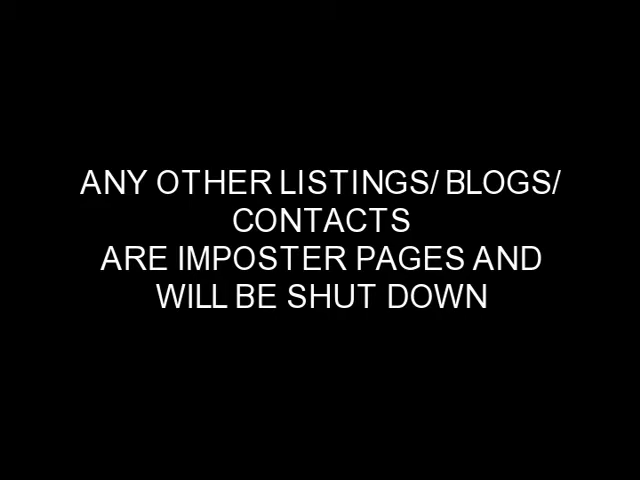 ANY OTHER LISTINGS/ BLOGS/
CONTACTS
ARE IMPOSTER PAGES AND
WILL BE SHUT DOWN